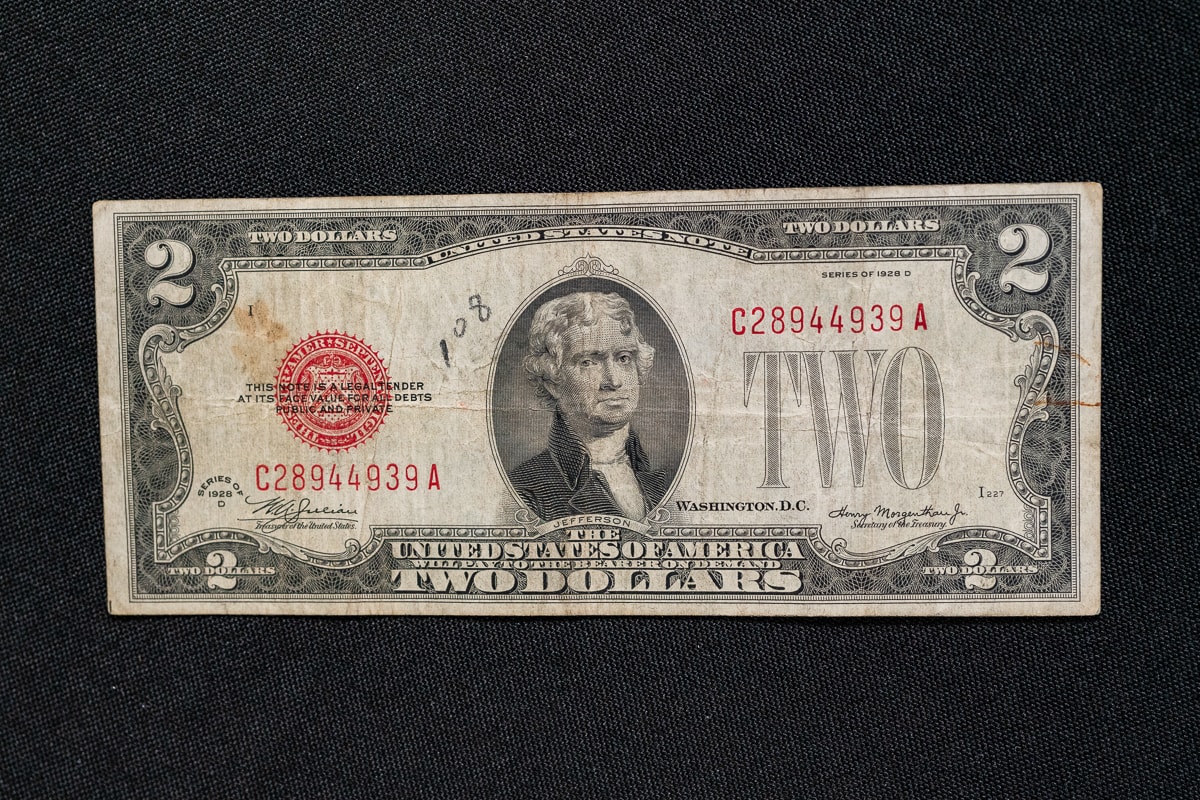 TWO DOLLARS
UNITED STATES NOTE
TWO DOLLARS
2
2
SERIES OF 1928 D
I
108
C28944939A
TWO
THIS NOTE IS A LEGAL TENDER
AT ITS FACE VALUE FOR ALL DEBTS
PUBLIC AND PRIVATE
C28944939A
SERIES OF
1928
D
W A Julian
Treasurer of the United States.
JEFFERSON
WASHINGTON, D.C.
I 227
Henry Morgenthau Jr.
Secretary of the Treasury.
THE
UNITED STATES OF AMERICA
WILL PAY TO THE BEARER ON DEMAND
TWO DOLLARS
TWO DOLLARS
2
TWO DOLLARS
2